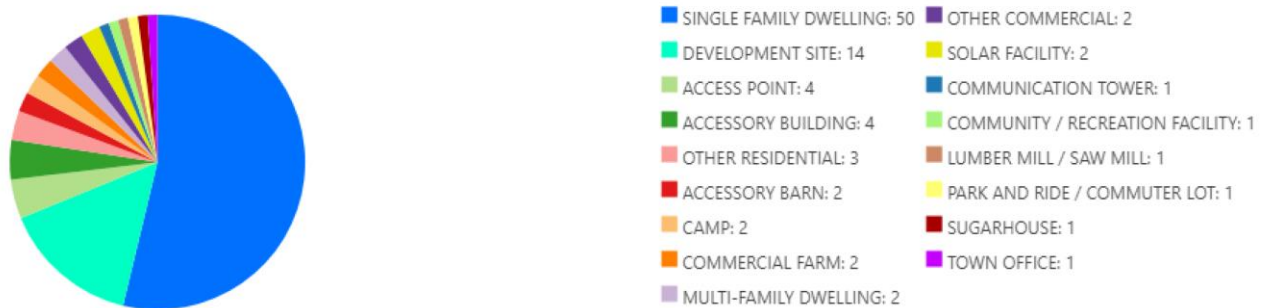 SINGLE FAMILY DWELLING: 50
DEVELOPMENT SITE: 14
ACCESS POINT: 4
ACCESSORY BUILDING: 4
OTHER RESIDENTIAL: 3
ACCESSORY BARN: 2
CAMP: 2
COMMERCIAL FARM: 2
MULTI-FAMILY DWELLING: 2
OTHER COMMERCIAL: 2
SOLAR FACILITY: 2
COMMUNICATION TOWER: 1
COMMUNITY / RECREATION FACILITY: 1
LUMBER MILL / SAW MILL: 1
PARK AND RIDE / COMMUTER LOT: 1
SUGARHOUSE: 1
TOWN OFFICE: 1